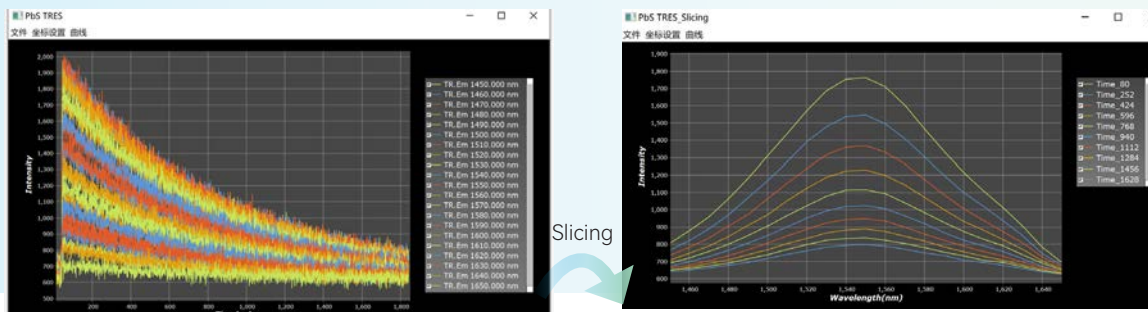 PbS TRES
文件 坐标设置 曲线
2,000
1,900
1,800
1,700
1,600
1,500
1,400
1,300
1,200
1,100
1,000
900
800
700
600
500
Intensity
200 400 600 800 1,000 1,200 1,400 1,600 1,800
TR.Em 1450.000 nm
TR.Em 1460.000 nm
TR.Em 1470.000 nm
TR.Em 1480.000 nm
TR.Em 1490.000 nm
TR.Em 1500.000 nm
TR.Em 1510.000 nm
TR.Em 1520.000 nm
TR.Em 1530.000 nm
TR.Em 1540.000 nm
TR.Em 1550.000 nm
TR.Em 1560.000 nm
TR.Em 1570.000 nm
TR.Em 1580.000 nm
TR.Em 1590.000 nm
TR.Em 1600.000 nm
TR.Em 1610.000 nm
TR.Em 1620.000 nm
TR.Em 1630.000 nm
TR.Em 1640.000 nm
TR.Em 1650.000 nm
Slicing
PbS TRES_Slicing
文件 坐标设置 曲线
1,900
1,800
1,700
1,600
1,500
1,400
1,300
1,200
1,100
1,000
900
800
700
600
Intensity
1,460 1,480 1,500 1,520 1,540 1,560 1,580 1,600 1,620 1,640
Wavelength(nm)
Time_80
Time_252
Time_424
Time_596
Time_768
Time_940
Time_1112
Time_1284
Time_1456
Time_1628